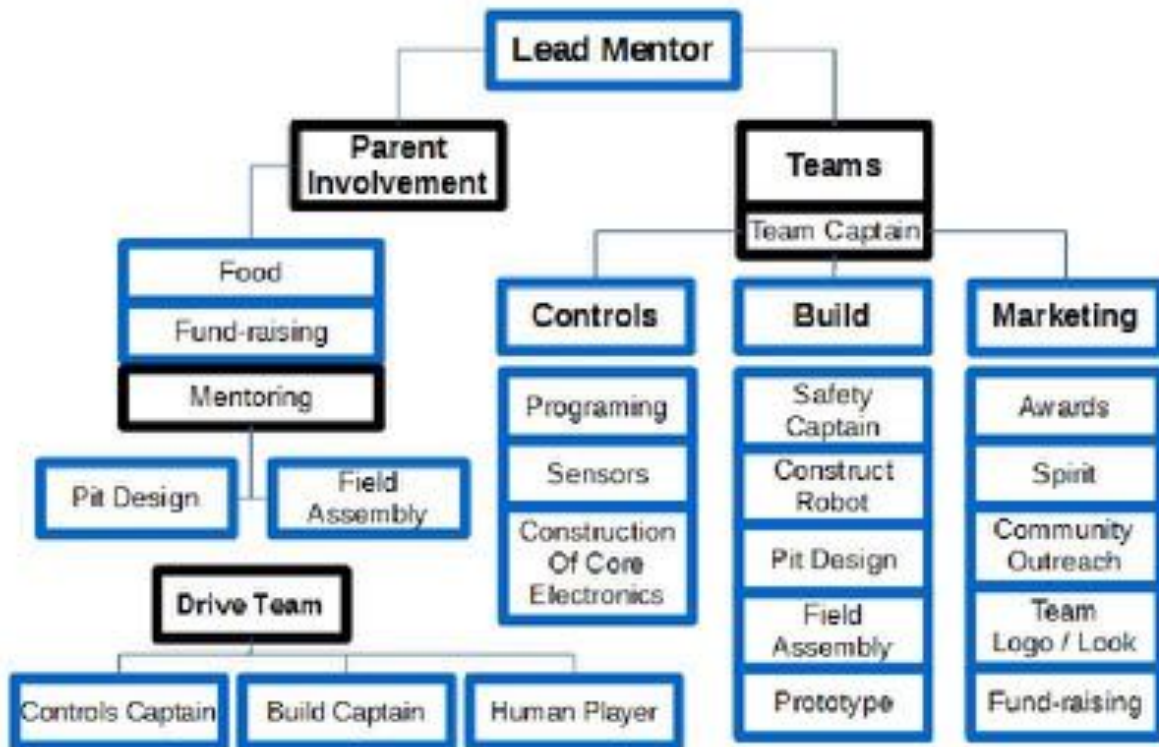 Lead Mentor
Parent
Involvement
Teams
Team Captain
Food
Fund-raising
Mentoring
Pit Design
Field
Assembly
Controls
Programing
Sensors
Construction
Of Core
Electronics
Build
Safety
Captain
Construct
Robot
Pit Design
Field
Assembly
Prototype
Marketing
Awards
Spirit
Community
Outreach
Team
Logo / Look
Fund-raising
Drive Team
Controls Captain
Build Captain
Human Player